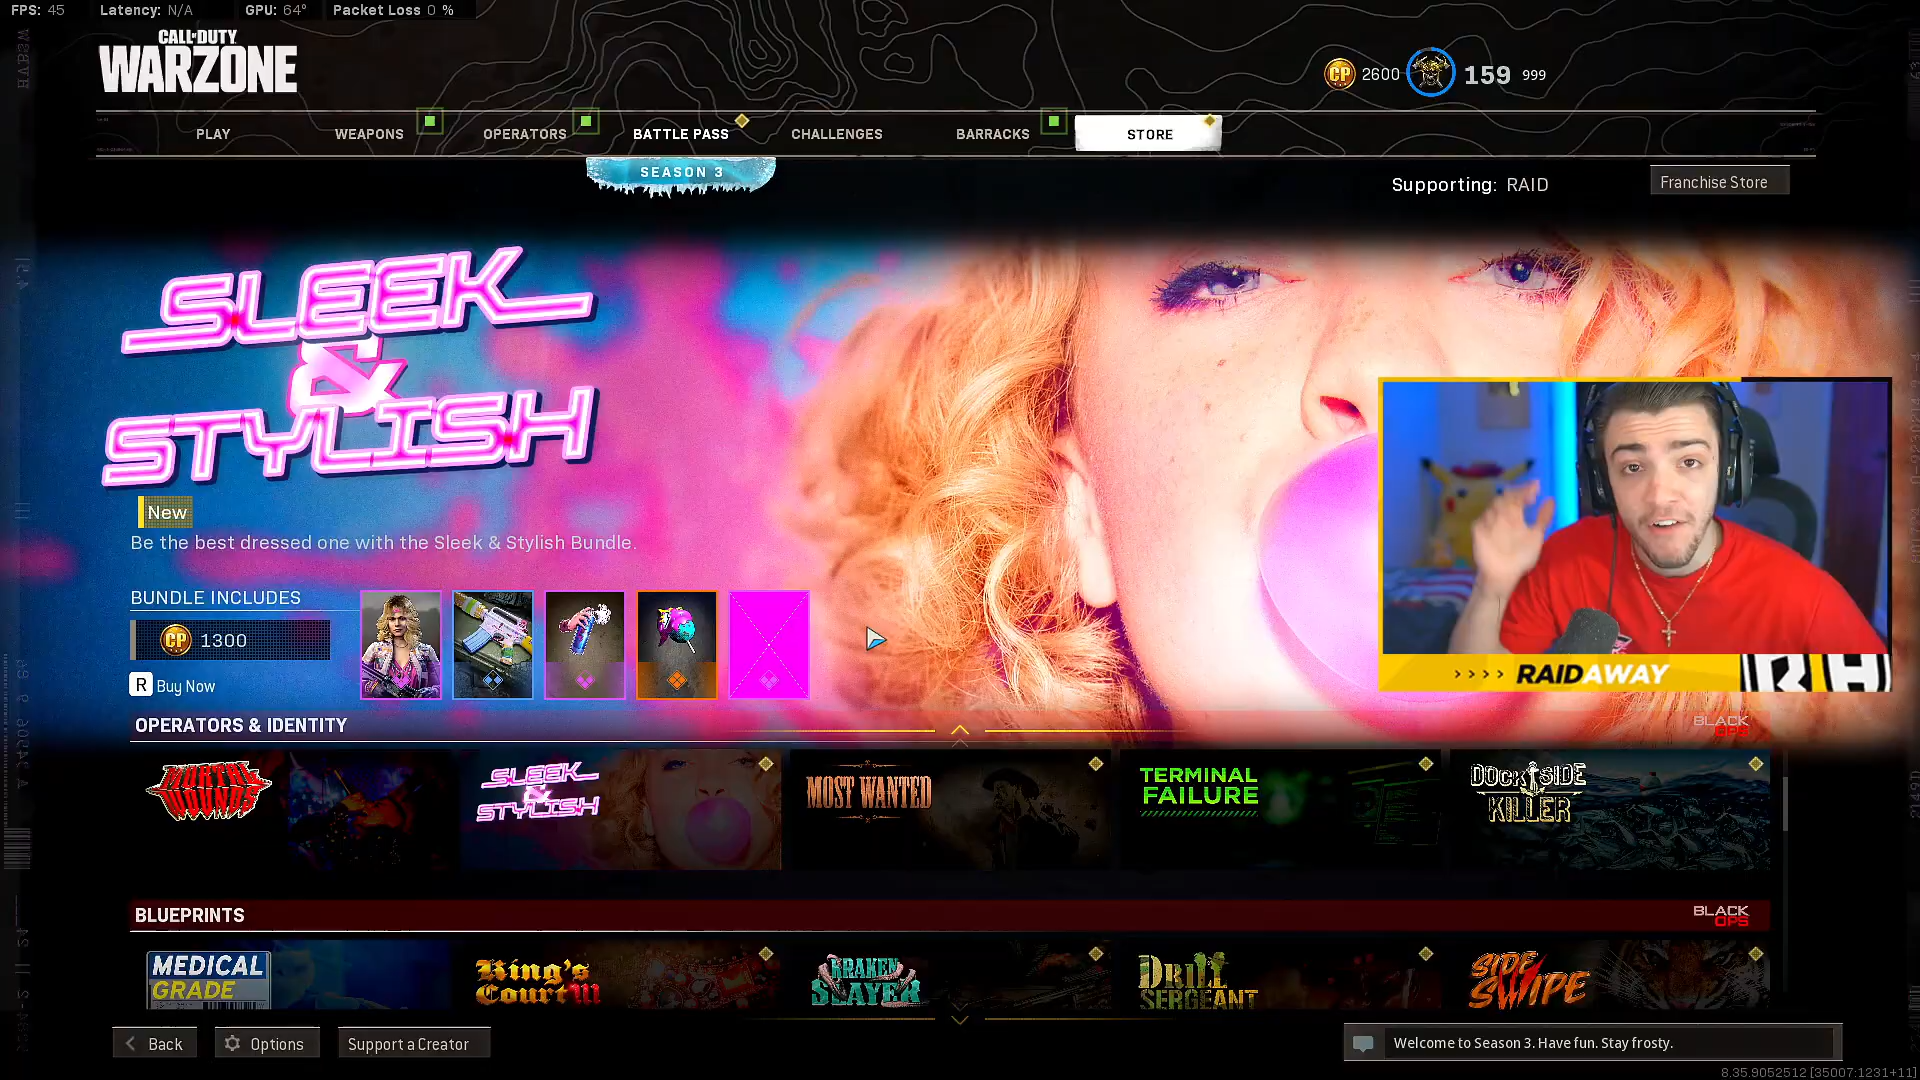 FPS: 45 Latency: N/A GPU: 64° Packet Loss 0 %
CALL OF DUTY
WARZONE
CP 2600 159 999
PLAY WEAPONS OPERATORS BATTLE PASS CHALLENGES BARRACKS STORE
SEASON 3
Supporting: RAID
Franchise Store
SLEEK
&
STYLISH
New
Be the best dressed one with the Sleek & Stylish Bundle.
BUNDLE INCLUDES
CP 1300
R Buy Now
RAIDAWAY
OPERATORS & IDENTITY
BLACK
OPS
MORTAL
WOUNDS
SLEEK
&
STYLISH
MOST WANTED
TERMINAL
FAILURE
DOCKSIDE
KILLER
BLUEPRINTS
BLACK
OPS
MEDICAL
GRADE
King's
Court III
KRAKEN
SLAYER
DRILL
SERGEANT
SIDE
SWIPE
Back
Options
Support a Creator
Welcome to Season 3. Have fun. Stay frosty.
8.35.9052512 [35007:1231+11]